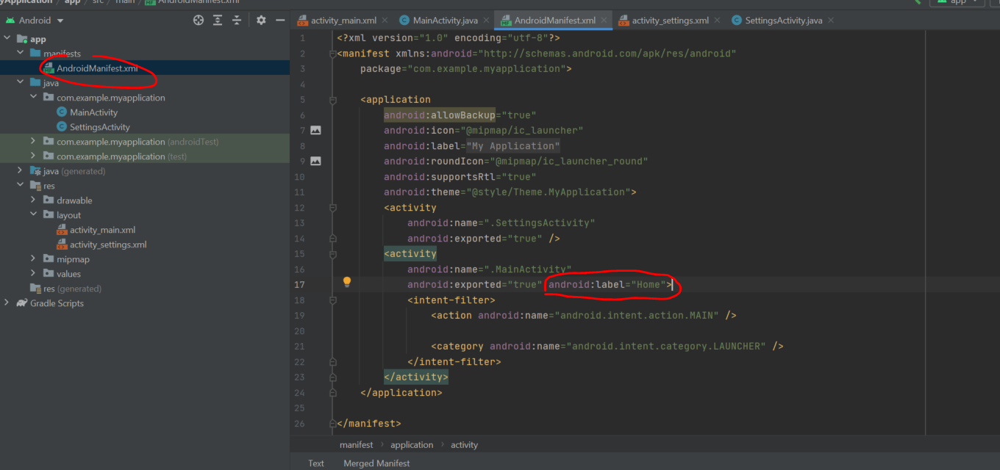 yApplication
app
src
main
AndroidManifest.xml
app
Android
activity_main.xml
MainActivity.java
AndroidManifest.xml
activity_settings.xml
SettingsActivity.java
app
manifests
AndroidManifest.xml
java
com.example.myapplication
MainActivity
SettingsActivity
com.example.myapplication (androidTest)
com.example.myapplication (test)
java (generated)
res
drawable
layout
activity_main.xml
activity_settings.xml
mipmap
values
res (generated)
Gradle Scripts
1 <?xml version="1.0" encoding="utf-8"?>
2 <manifest xmlns:android="http://schemas.android.com/apk/res/android"
3 package="com.example.myapplication">
4
5 <application
6 android:allowBackup="true"
7 android:icon="@mipmap/ic_launcher"
8 android:label="My Application"
9 android:roundIcon="@mipmap/ic_launcher_round"
10 android:supportsRtl="true"
11 android:theme="@style/Theme.MyApplication">
12 <activity
13 android:name=".SettingsActivity"
14 android:exported="true" />
15 <activity
16 android:name=".MainActivity"
17 android:exported="true" android:label="Home">
18 <intent-filter>
19 <action android:name="android.intent.action.MAIN" />
20
21 <category android:name="android.intent.category.LAUNCHER" />
22 </intent-filter>
23 </activity>
24 </application>
25
26 </manifest>
manifest > application > activity
Text Merged Manifest